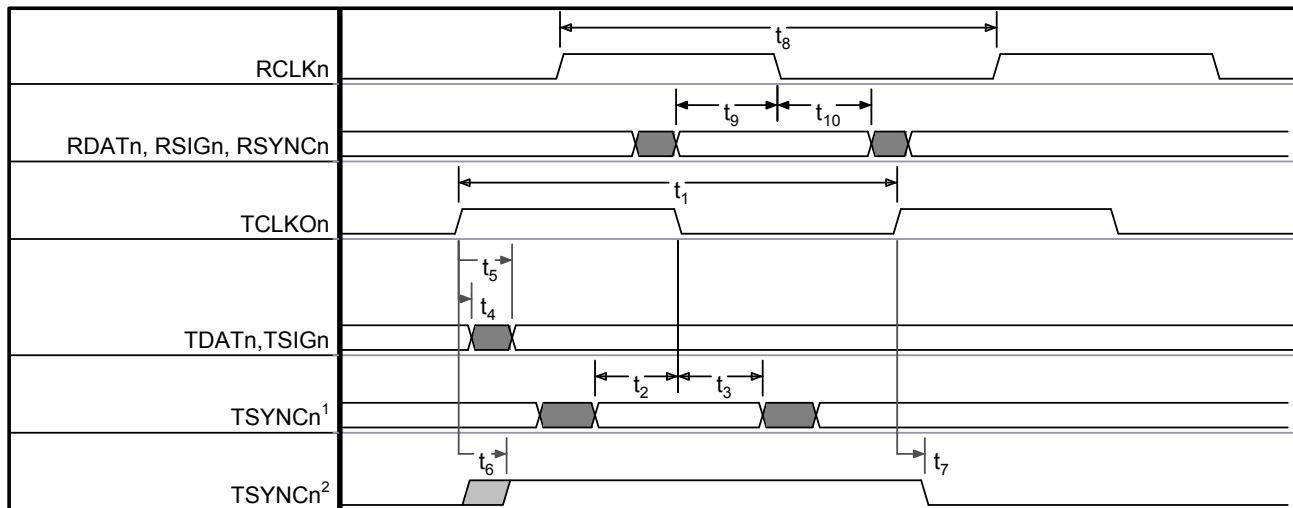 t8
RCLKn
t9 t10
RDATn, RSIGn, RSYNCn
t1
TCLKOn
t5
t4
TDATn,TSIGn
t2 t3
TSYNCn1
t6 t7
TSYNCn2